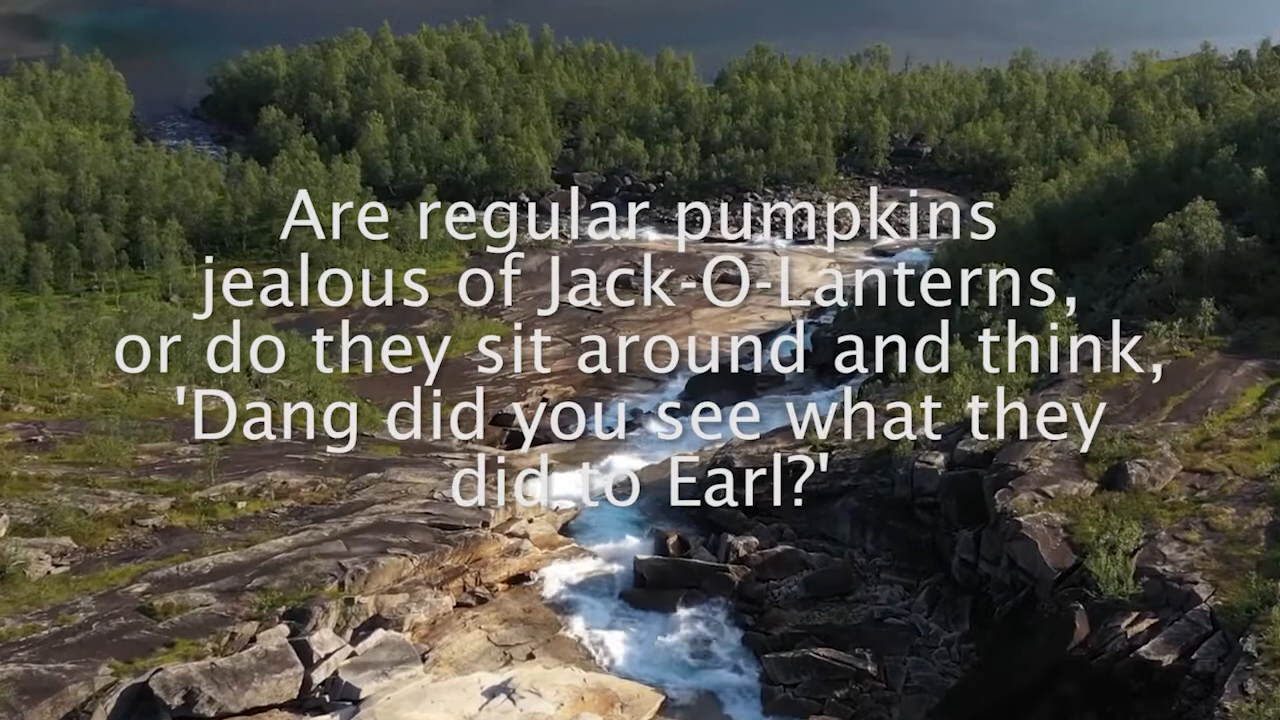 Are regular pumpkins
jealous of Jack-O-Lanterns,
or do they sit around and think,
'Dang did you see what they
did to Earl?'